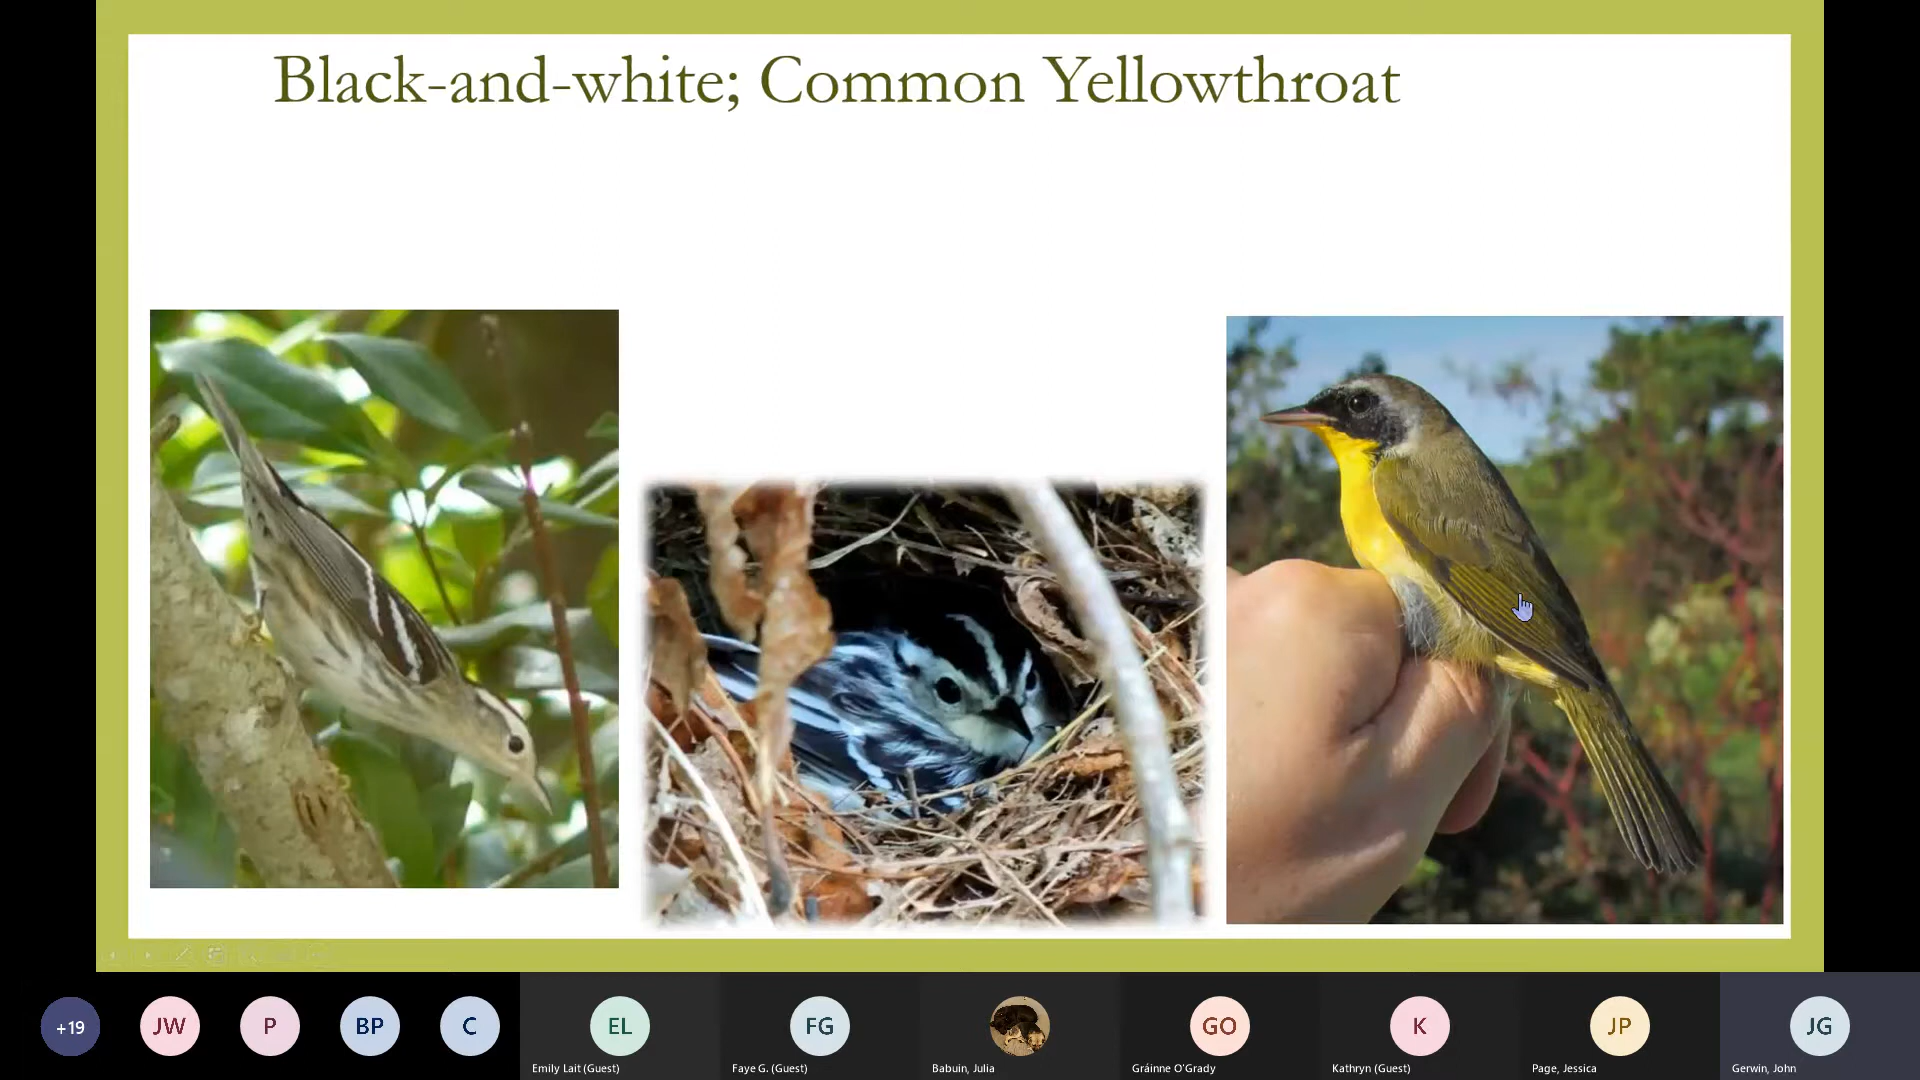 Black-and-white; Common Yellowthroat
+19
JW
P
BP
C
EL
FG
GO
K
JP
JG
Emily Lait (Guest)
Faye G. (Guest)
Babuin, Julia
Gráinne O'Grady
Kathryn (Guest)
Page, Jessica
Gerwin, John